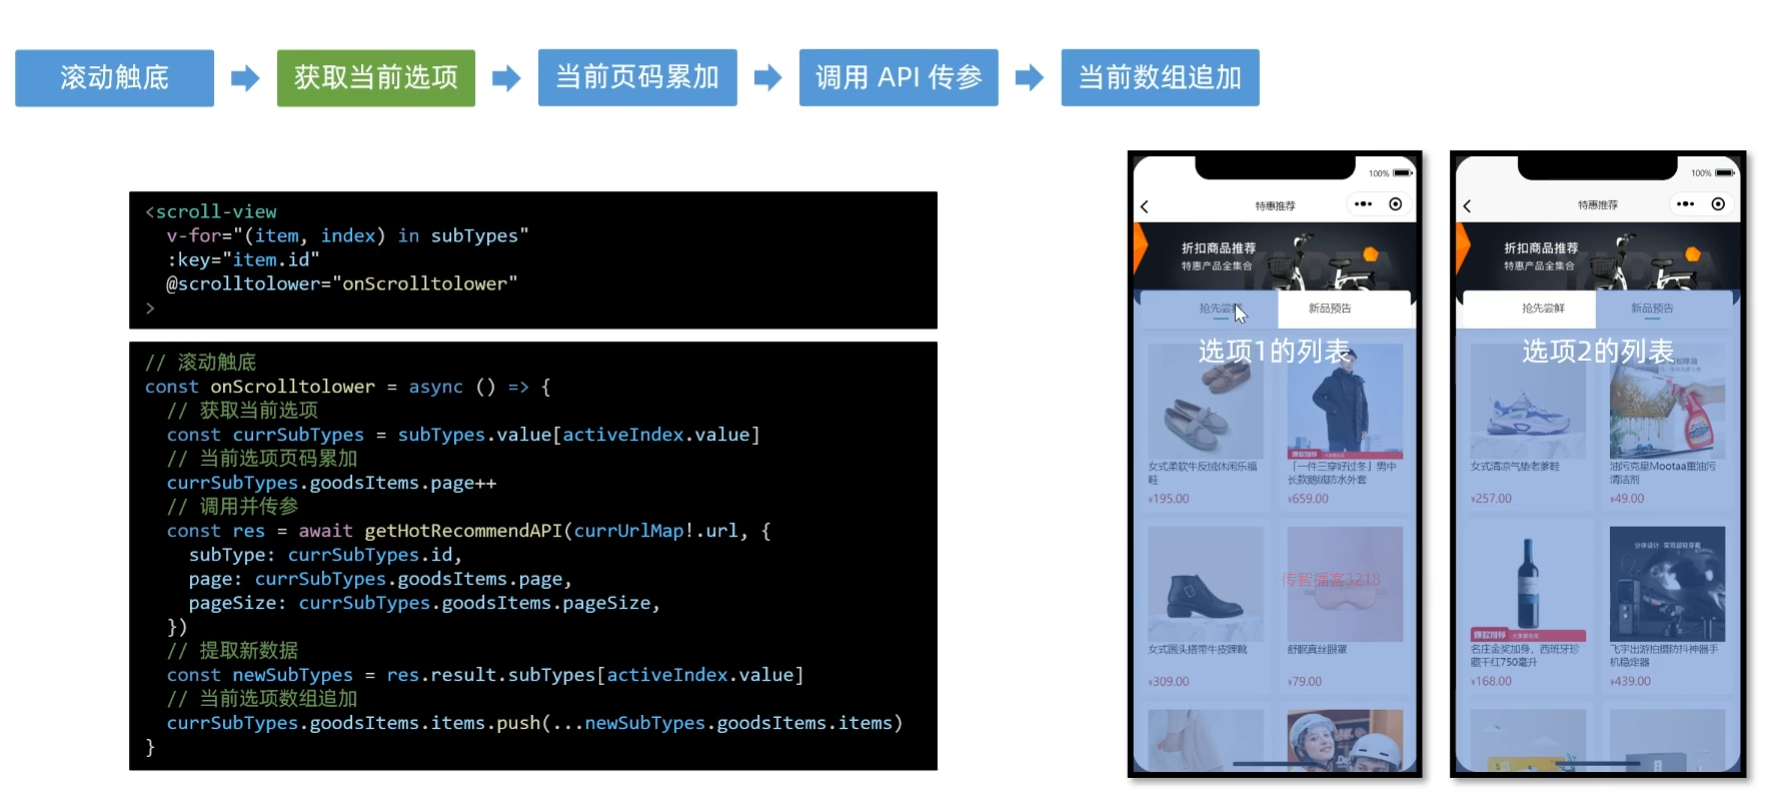 滚动触底
获取当前选项
当前页码累加
调用 API 传参
当前数组追加
<scroll-view
v-for="(item, index) in subTypes"
:key="item.id"
@scrolltolower="onScrolltolower"
>
// 滚动触底
const onScrolltolower = async () => {
// 获取当前选项
const currSubTypes = subTypes.value[activeIndex.value]
// 当前选项页码累加
currSubTypes.goodsItems.page++
// 调用并传参
const res = await getHotRecommendAPI(currUrlMap!.url, {
subType: currSubTypes.id,
page: currSubTypes.goodsItems.page,
pageSize: currSubTypes.goodsItems.pageSize,
})
// 提取新数据
const newSubTypes = res.result.subTypes[activeIndex.value]
// 当前选项数组追加
currSubTypes.goodsItems.items.push(...newSubTypes.goodsItems.items)
}
100%
特惠推荐
折扣商品推荐
特惠产品全集合
抢先尝鲜
新品预告
选项1的列表
爆款推荐
女式柔软牛反绒休闲乐福
鞋
¥195.00
「一件三穿好过冬」男中
长款鹅绒防水外套
¥659.00
传智播客3218
女式圆头搭带牛皮踝靴
¥309.00
舒眠真丝眼罩
¥79.00
100%
特惠推荐
折扣商品推荐
特惠产品全集合
抢先尝鲜
新品预告
选项2的列表
女式清凉气垫老爹鞋
¥257.00
油污克星Mootaa重油污
清洁剂
¥49.00
爆款推荐
名庄金奖加身，西班牙珍
藏干红750毫升
¥168.00
飞宇出游拍摄防抖神器手
机稳定器
¥439.00